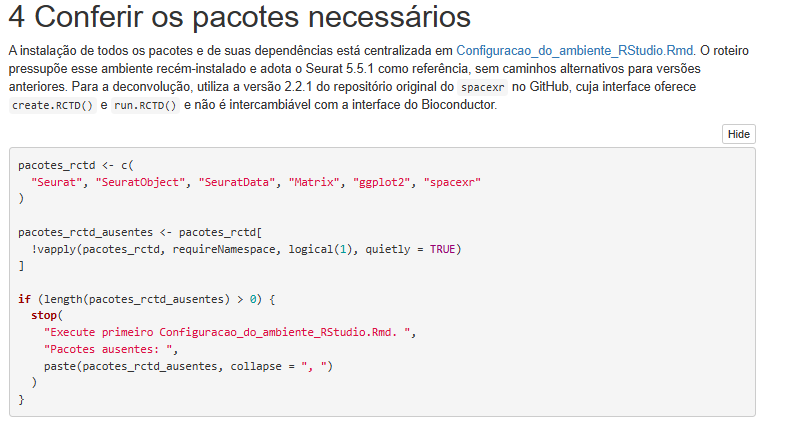 4 Conferir os pacotes necessários
A instalação de todos os pacotes e de suas dependências está centralizada em Configuracao_do_ambiente_RStudio.Rmd. O roteiro
pressupõe esse ambiente recém-instalado e adota o Seurat 5.5.1 como referência, sem caminhos alternativos para versões
anteriores. Para a deconvolução, utiliza a versão 2.2.1 do repositório original do spacexr no GitHub, cuja interface oferece
create.RCTD() e run.RCTD() e não é intercambiável com a interface do Bioconductor.
Hide
pacotes_rctd <- c(
  "Seurat", "SeuratObject", "SeuratData", "Matrix", "ggplot2", "spacexr"
)
pacotes_rctd_ausentes <- pacotes_rctd[
  !vapply(pacotes_rctd, requireNamespace, logical(1), quietly = TRUE)
]
if (length(pacotes_rctd_ausentes) > 0) {
  stop(
    "Execute primeiro Configuracao_do_ambiente_RStudio.Rmd. ",
    "Pacotes ausentes: ",
    paste(pacotes_rctd_ausentes, collapse = ", ")
  )
}